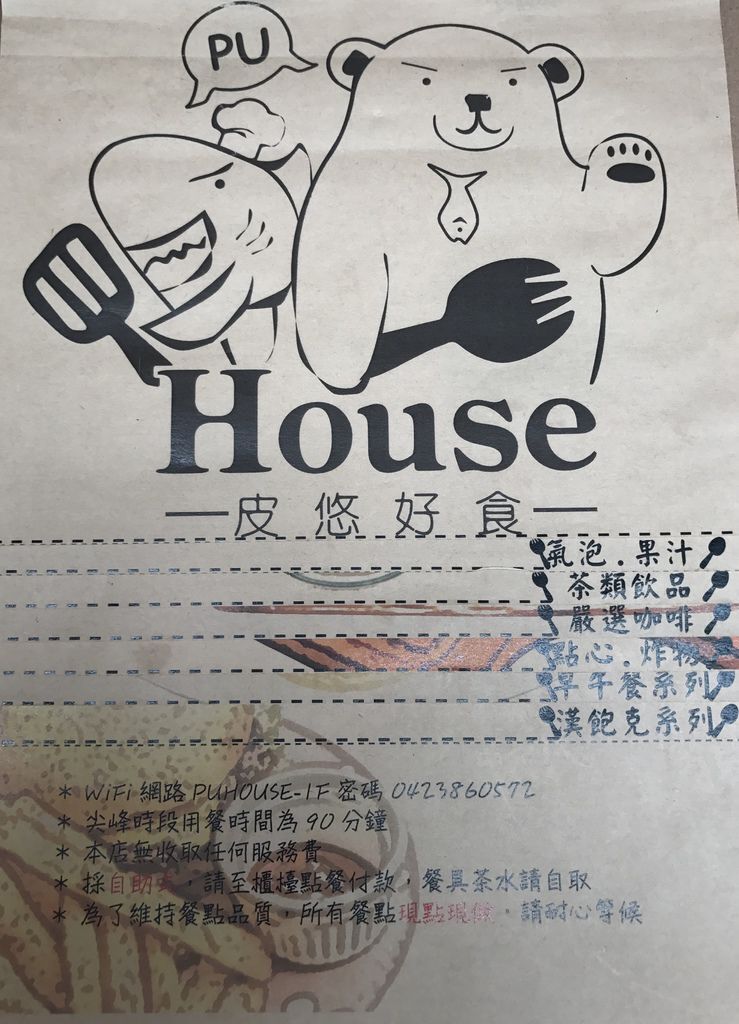 PU
House
皮悠好食
氣泡.果汁
茶類飲品
嚴選咖啡
點心.炸物
早午餐系列
漢飽克系列
* WiFi 網路 PUHOUSE-1F 密碼 0423860572
* 尖峰時段用餐時間為 90 分鐘
* 本店無收取任何服務費
* 採自助式，請至櫃檯點餐付款，餐具茶水請自取
* 為了維持餐點品質，所有餐點現點現做，請耐心等候